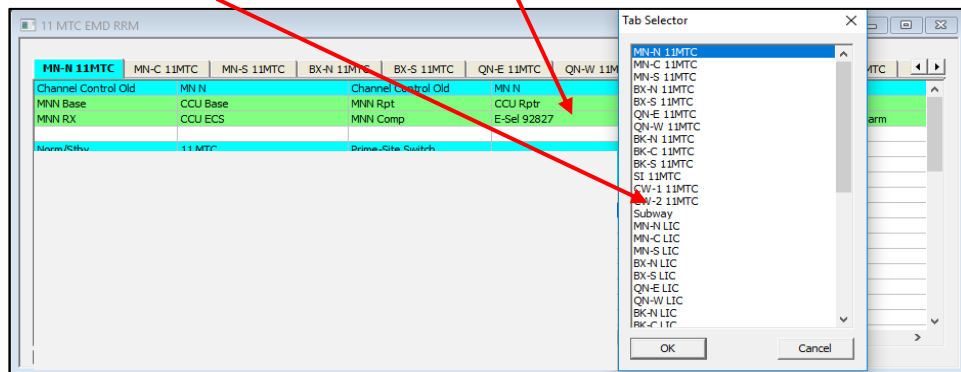 11 MTC EMD RRM
Tab Selector
MN-N 11MTC MN-C 11MTC MN-S 11MTC BX-N 11MTC BX-S 11MTC QN-E 11MTC QN-W 11M
MTC
Channel Control Old MN N Channel Control Old MN N
MNN Base CCU Base MNN Rpt CCU Rptr
MNN RX CCU ECS MNN Comp E-Sel 92827 arm
Norm/Stby 11 MTC Prime-Site Switch
MN-N 11MTC
MN-C 11MTC
MN-S 11MTC
BX-N 11MTC
BX-S 11MTC
QN-E 11MTC
QN-W 11MTC
BK-N 11MTC
BK-C 11MTC
BK-S 11MTC
SI 11MTC
CW-1 11MTC
CW-2 11MTC
Subway
MN-N LIC
MN-C LIC
MN-S LIC
BX-N LIC
BX-S LIC
QN-E LIC
QN-W LIC
BK-N LIC
BK-C LIC
OK Cancel